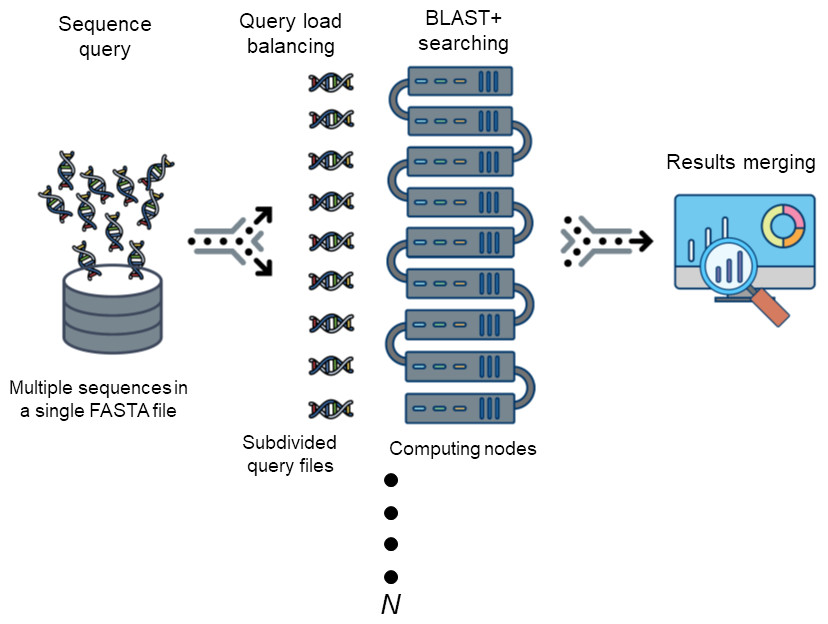 Sequence
query
Query load
balancing
BLAST+
searching
Results merging
Multiple sequences in
a single FASTA file
Subdivided
query files
Computing nodes
N